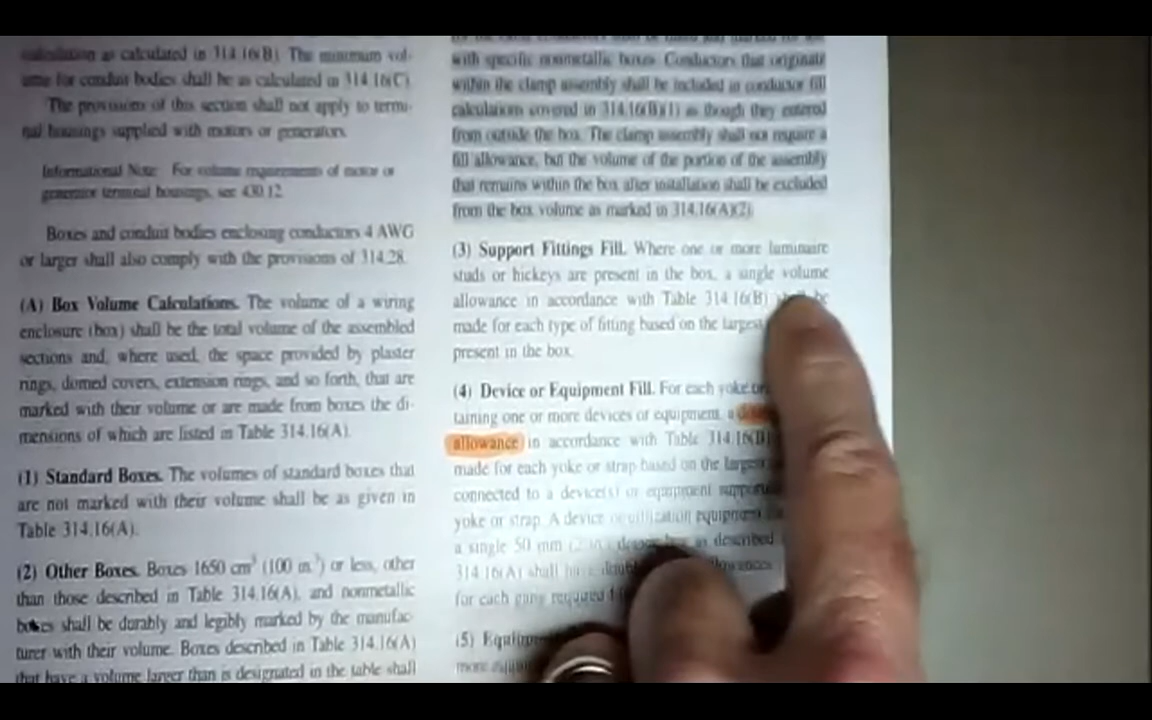 calculation as calculated in 314.16(B). The minimum vol-
ume for conduit bodies shall be as calculated in 314.16(C).
The provisions of this section shall not apply to termi-
nal housings supplied with motors or generators.
Informational Note: For volume requirements of motor or
generator terminal housings, see 430.12.
Boxes and conduit bodies enclosing conductors 4 AWG
or larger shall also comply with the provisions of 314.28.
(A) Box Volume Calculations. The volume of a wiring
enclosure (box) shall be the total volume of the assembled
sections and, where used, the space provided by plaster
rings, domed covers, extension rings, and so forth, that are
marked with their volume or are made from boxes the di-
mensions of which are listed in Table 314.16(A).
(1) Standard Boxes. The volumes of standard boxes that
are not marked with their volume shall be as given in
Table 314.16(A).
(2) Other Boxes. Boxes 1650 cm³ (100 in.³) or less, other
than those described in Table 314.16(A), and nonmetallic
boxes shall be durably and legibly marked by the manufac-
turer with their volume. Boxes described in Table 314.16(A)
that have a volume larger than is designated in the table shall
with specific nonmetallic boxes. Conductors that originate
within the clamp assembly shall be included in conductor fill
calculations covered in 314.16(B)(1) as though they entered
from outside the box. The clamp assembly shall not require a
fill allowance, but the volume of the portion of the assembly
that remains within the box after installation shall be excluded
from the box volume as marked in 314.16(A)(2).
(3) Support Fittings Fill. Where one or more luminaire
studs or hickeys are present in the box, a single volume
allowance in accordance with Table 314.16(B) shall be
made for each type of fitting based on the largest
present in the box.
(4) Device or Equipment Fill. For each yoke or
taining one or more devices or equipment, a
allowance in accordance with Table 314.16(B)
made for each yoke or strap based on the largest
connected to a device(s) or equipment
yoke or strap. A device or utilization equipment
a single 50 mm (2 in.) device box as described
314.16(A) shall have
for each gang required
(5)
more